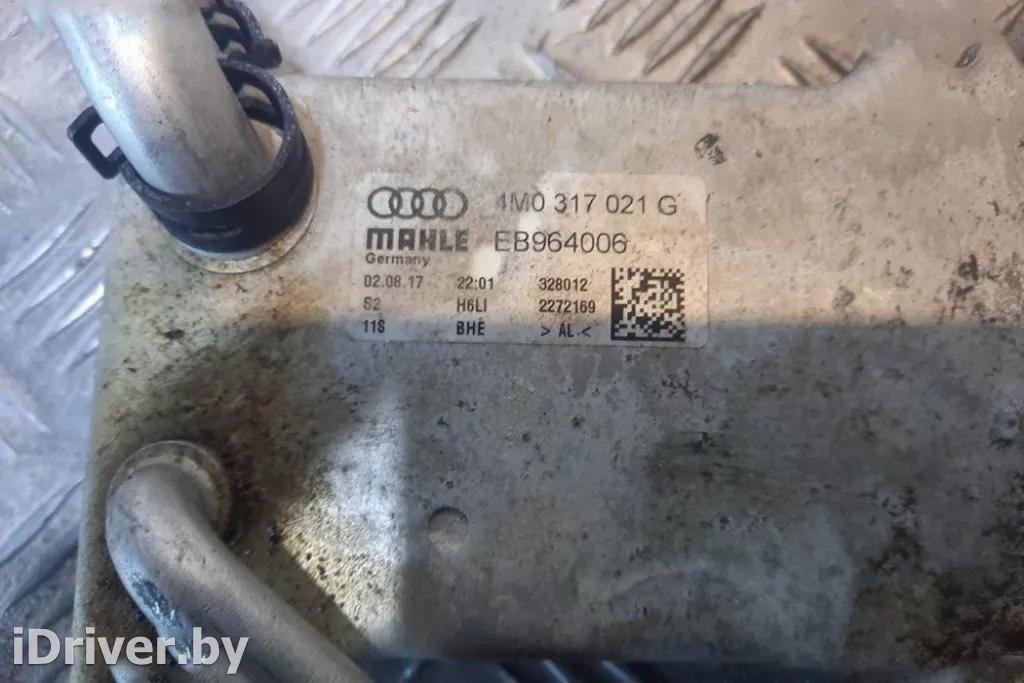 4M0 317 021 G
MAHLE EB964006
Germany
02.08.17 22:01 328012
S2 H6LI 2272169
11S BHE > AL <
iDriver.by